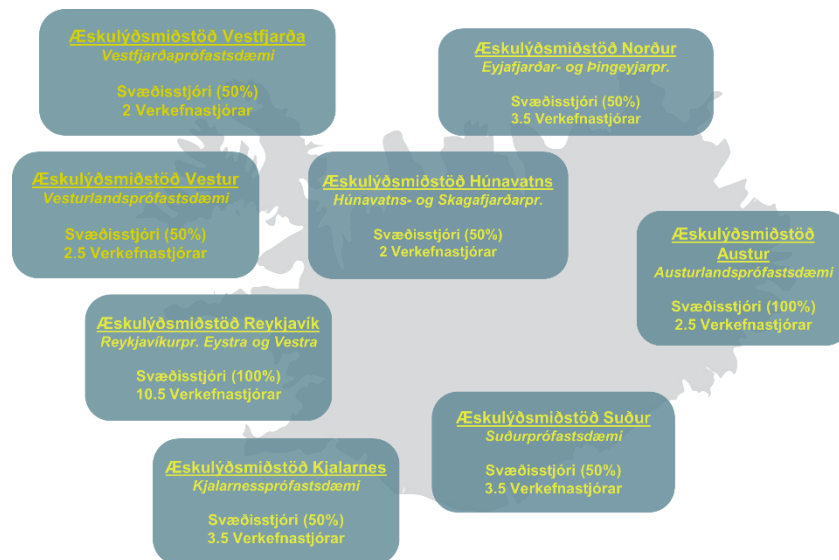 Æskulýðsmiðstöð Vestfjarða
Vestfjarðaprófastsdæmi
Svæðisstjóri (50%)
2 Verkefnastjórar
Æskulýðsmiðstöð Norður
Eyjafjarðar- og Þingeyjarpr.
Svæðisstjóri (50%)
3.5 Verkefnastjórar
Æskulýðsmiðstöð Vestur
Vesturlandsprófastsdæmi
Svæðisstjóri (50%)
2.5 Verkefnastjórar
Æskulýðsmiðstöð Húnavatns
Húnavatns- og Skagafjarðarpr.
Svæðisstjóri (50%)
2 Verkefnastjórar
Æskulýðsmiðstöð
Austur
Austurlandsprófastsdæmi
Svæðisstjóri (100%)
2.5 Verkefnastjórar
Æskulýðsmiðstöð Reykjavík
Reykjavíkurpr. Eystra og Vestra
Svæðisstjóri (100%)
10.5 Verkefnastjórar
Æskulýðsmiðstöð Suður
Suðurprófastsdæmi
Svæðisstjóri (50%)
3.5 Verkefnastjórar
Æskulýðsmiðstöð Kjalarnes
Kjalarnessprófastsdæmi
Svæðisstjóri (50%)
3.5 Verkefnastjórar